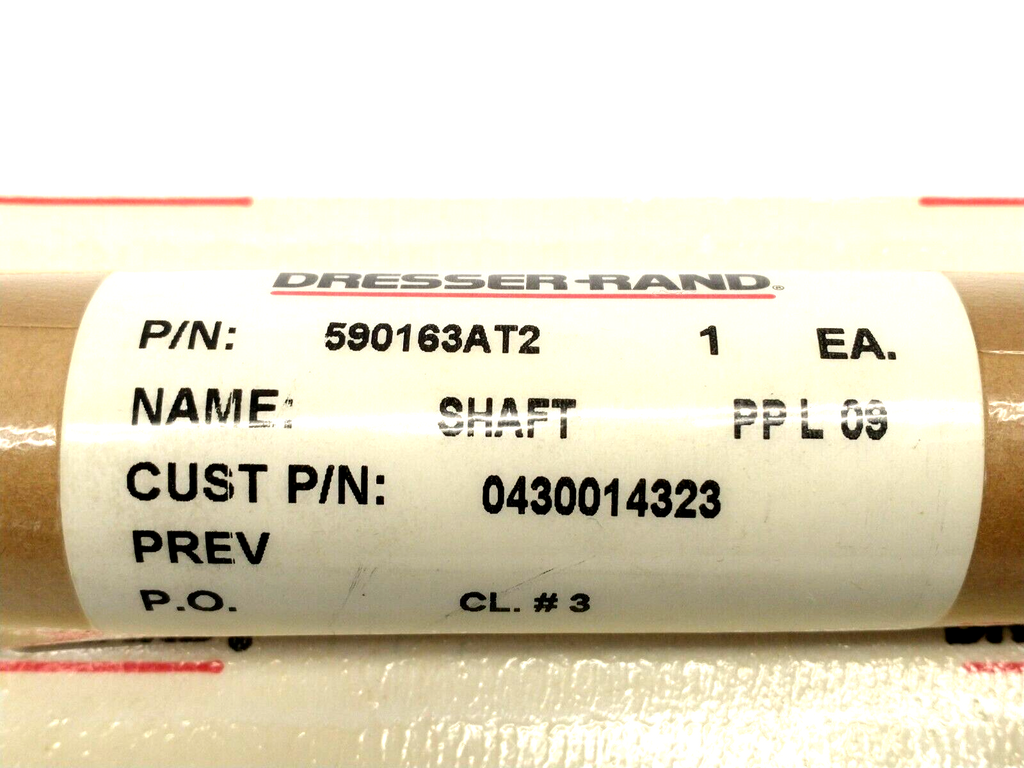 DRESSER-RAND®
P/N: 590163AT2 1 EA.
NAME: SHAFT PP L 09
CUST P/N: 0430014323
PREV
P.O. CL. # 3